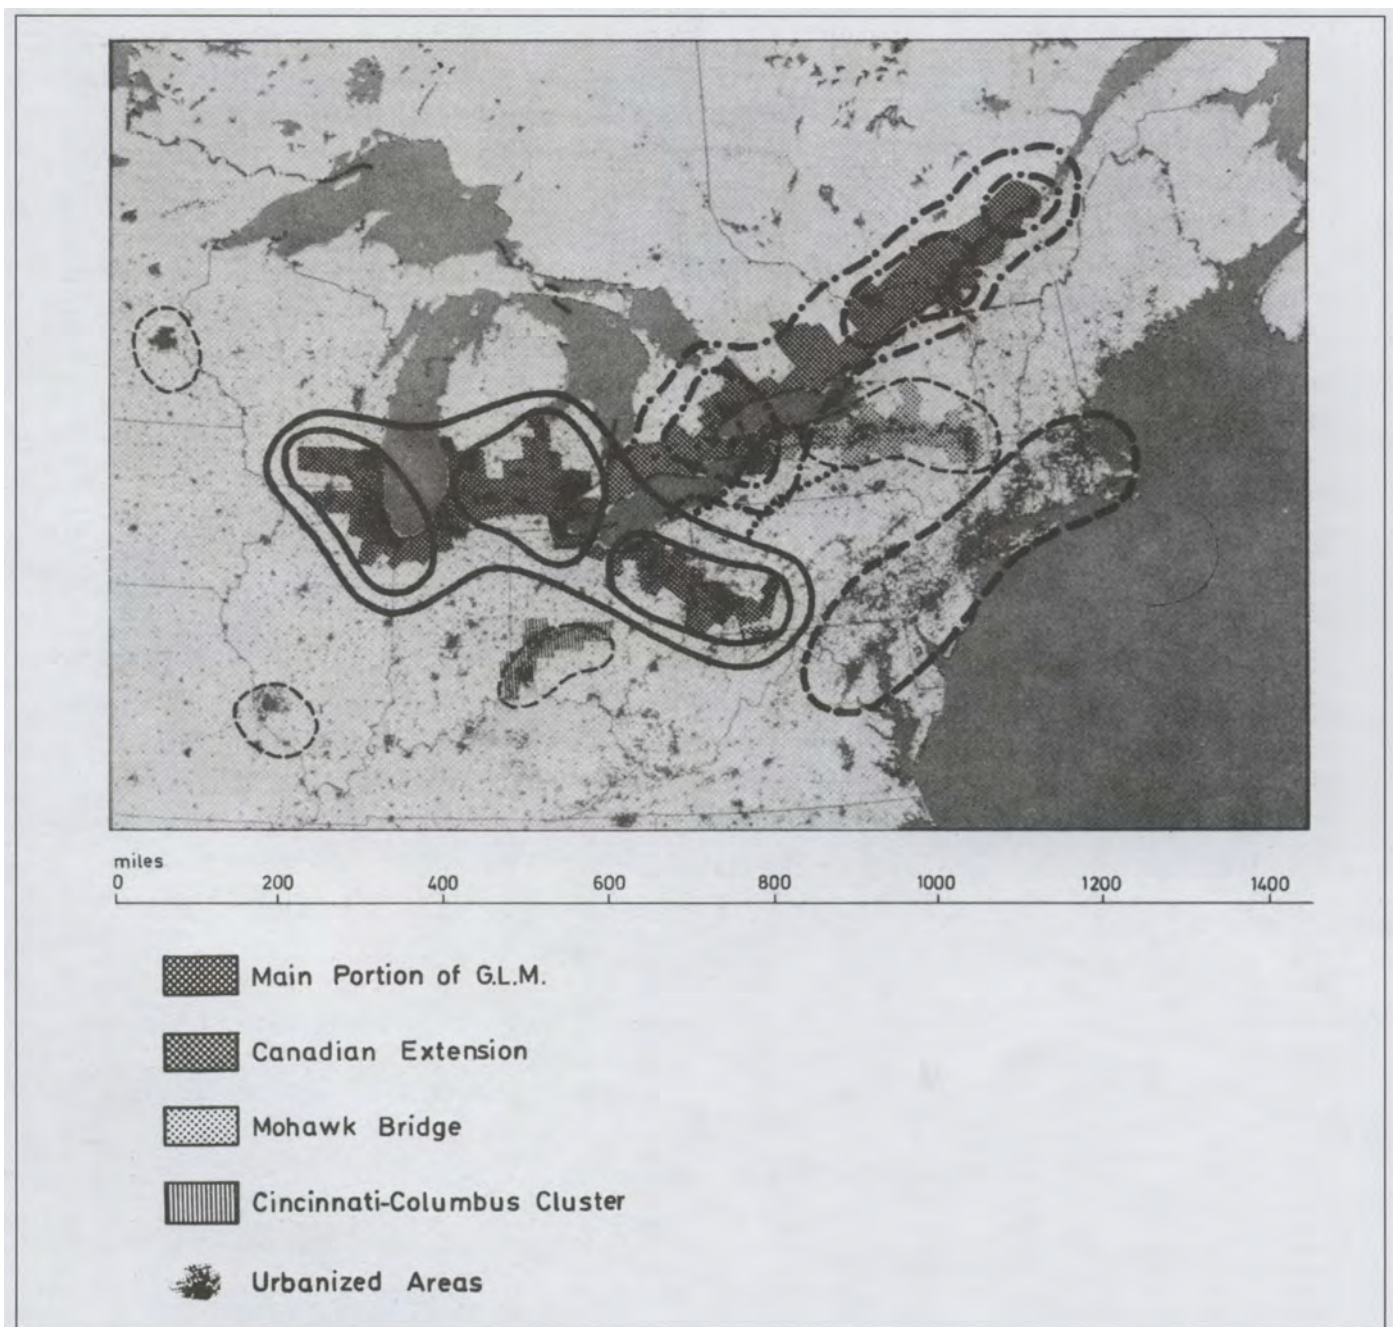 miles
0 200 400 600 800 1000 1200 1400
Main Portion of G.L.M.
Canadian Extension
Mohawk Bridge
Cincinnati-Columbus Cluster
Urbanized Areas